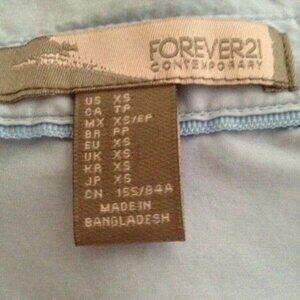 FOREVER21
CONTEMPORARY
US XS
CA TP
MX XS/EP
BR PP
EU XS
UK XS
KR XS
JP XS
CN 155/84A
MADE IN
BANGLADESH